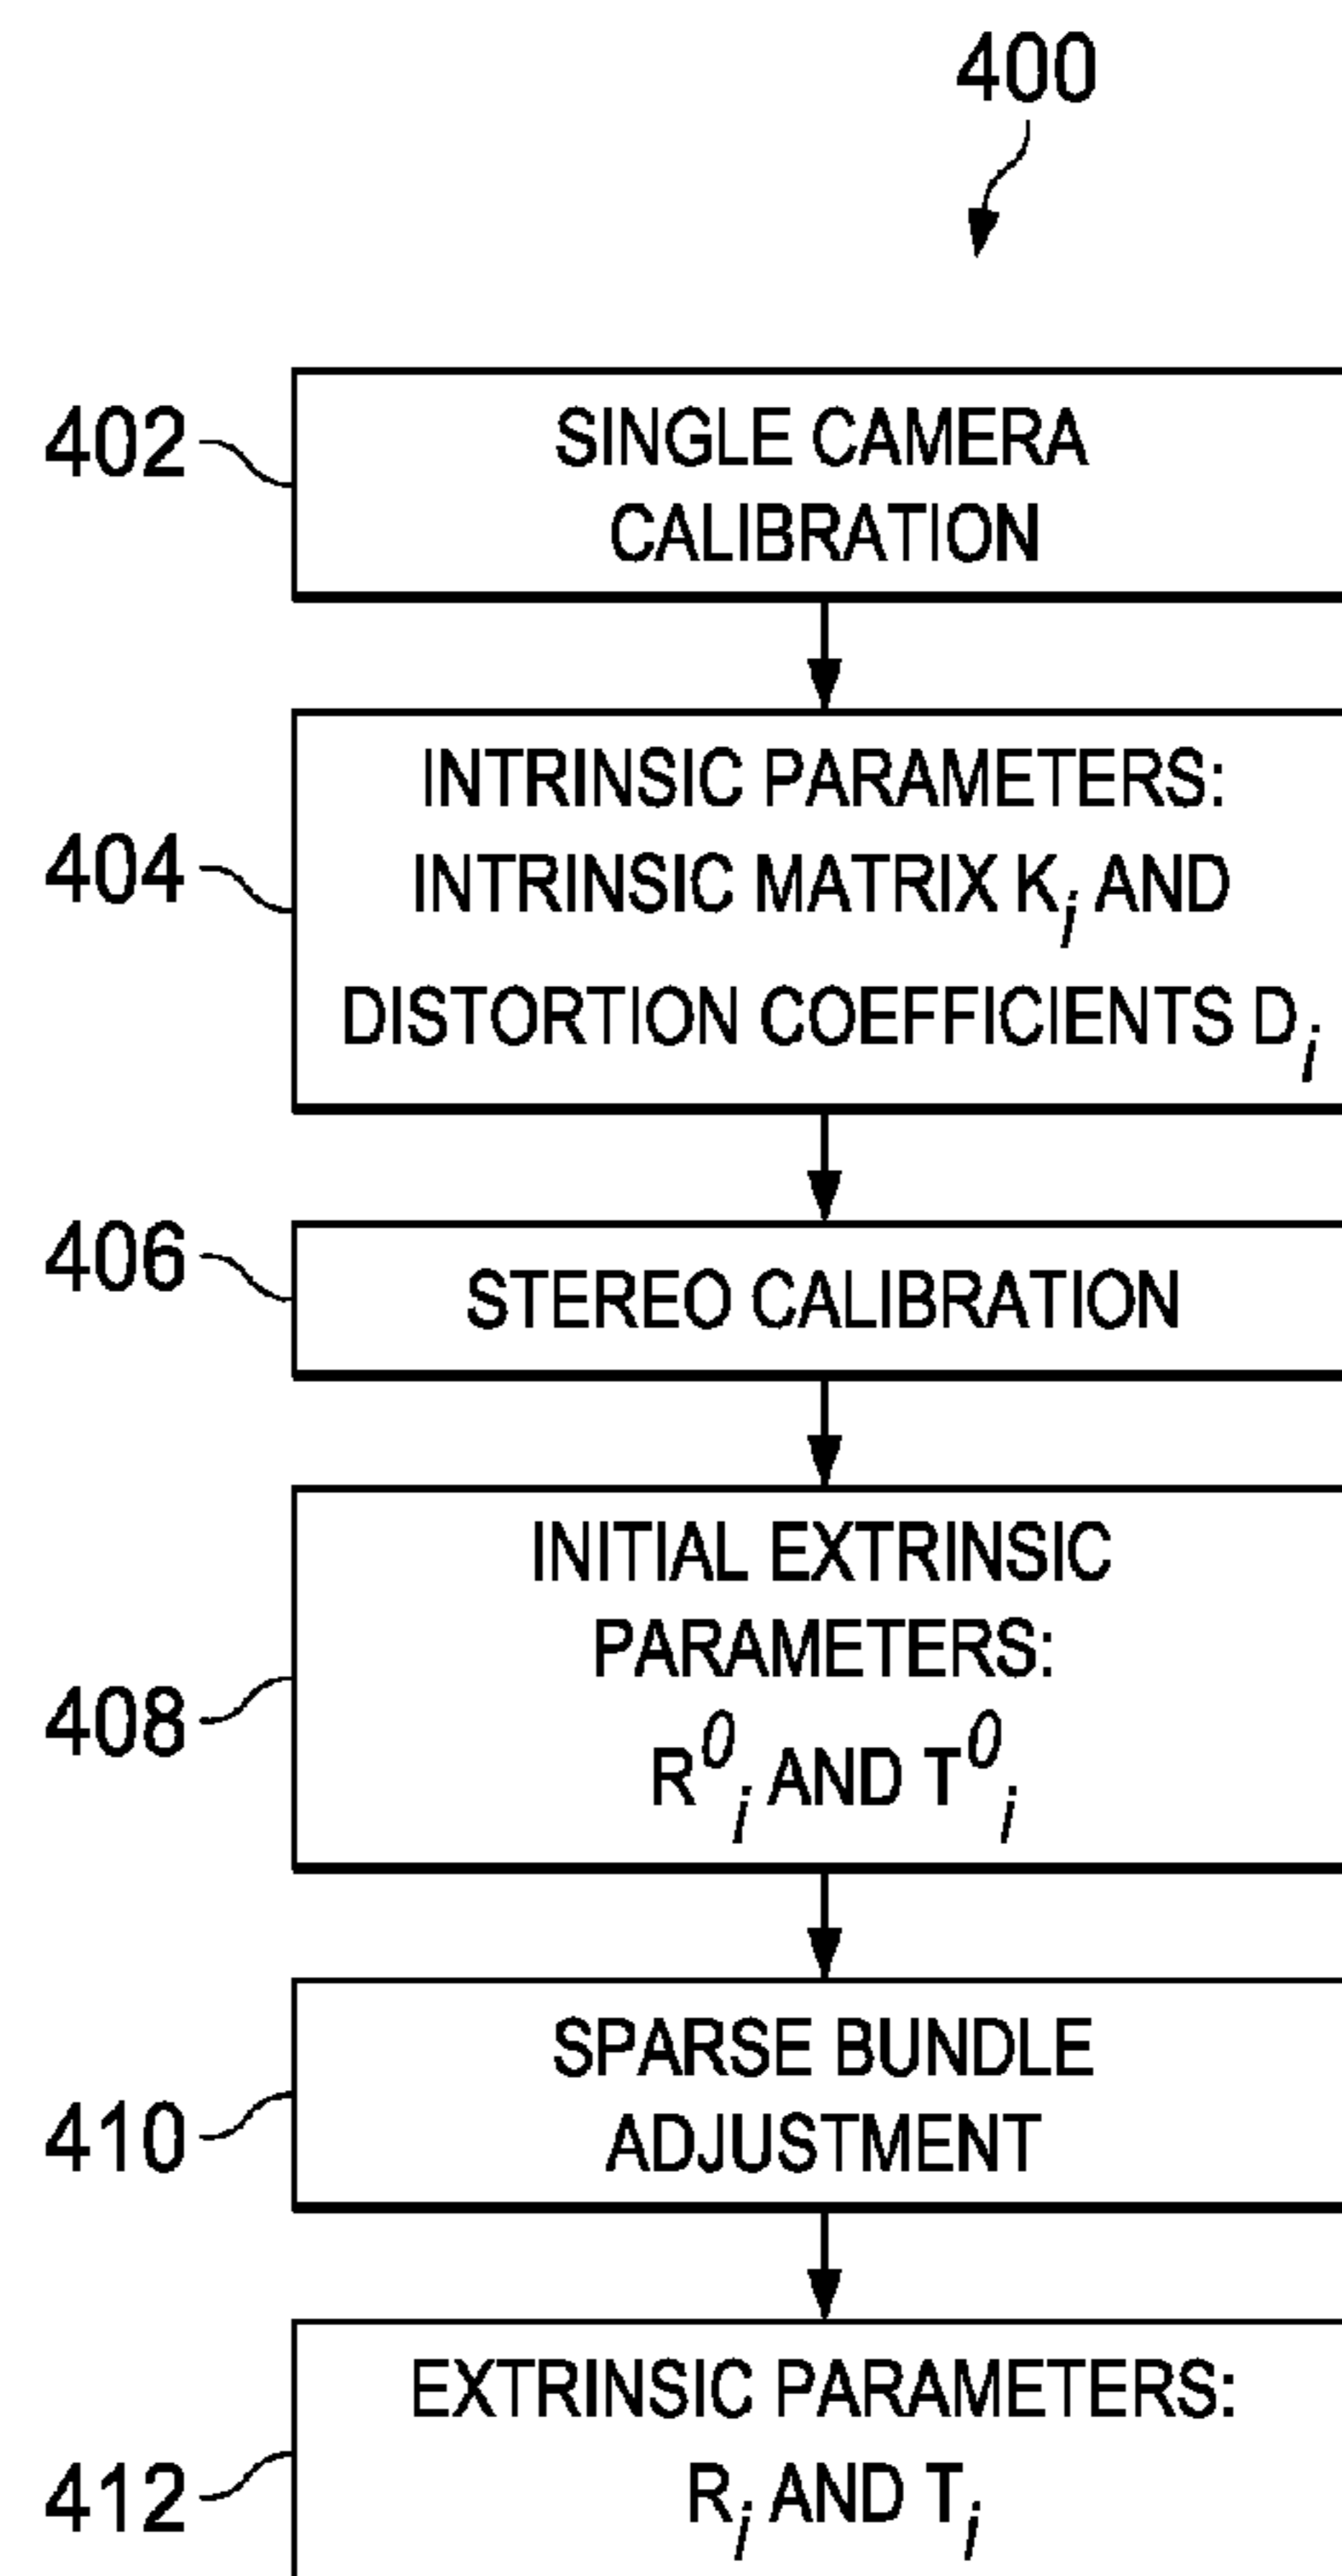 400
402
SINGLE CAMERA
CALIBRATION
404
INTRINSIC PARAMETERS:
INTRINSIC MATRIX Kᵢ AND
DISTORTION COEFFICIENTS Dᵢ
406
STEREO CALIBRATION
408
INITIAL EXTRINSIC
PARAMETERS:
R⁰ᵢ AND T⁰ᵢ
410
SPARSE BUNDLE
ADJUSTMENT
412
EXTRINSIC PARAMETERS:
Rᵢ AND Tᵢ